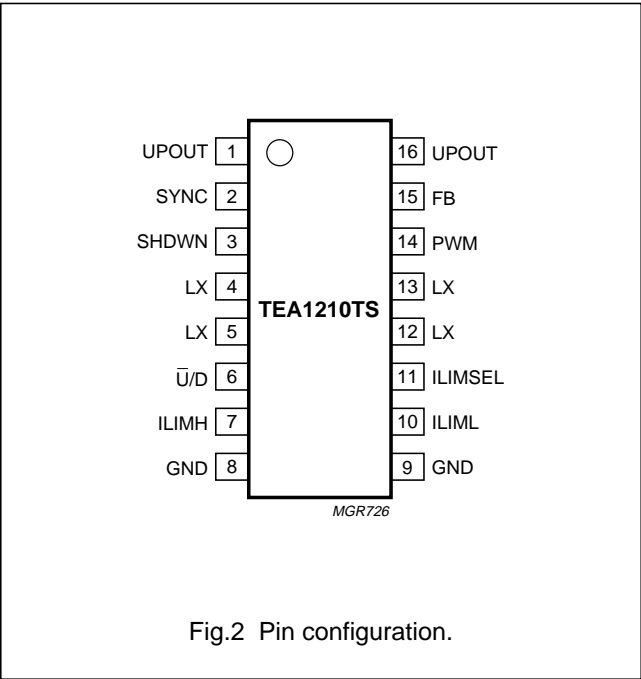 UPOUT 1 16 UPOUT
SYNC 2 15 FB
SHDWN 3 14 PWM
LX 4 13 LX
TEA1210TS
LX 5 12 LX
U̅/D 6 11 ILIMSEL
ILIMH 7 10 ILIML
GND 8 9 GND
MGR726
Fig.2 Pin configuration.